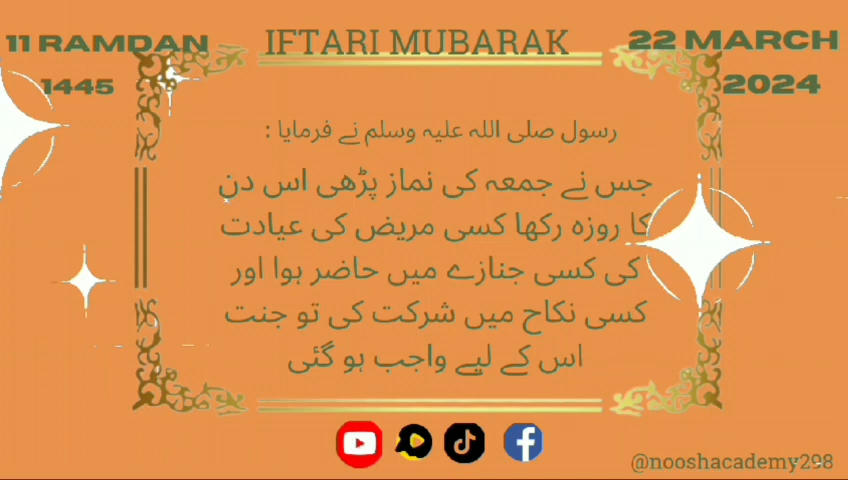 11 RAMDAN
1445
IFTARI MUBARAK
22 MARCH
2024
رسول صلی اللہ علیہ وسلم نے فرمایا :
جس نے جمعہ کی نماز پڑھی اس دن
کا روزہ رکھا کسی مریض کی عیادت
کی کسی جنازے میں حاضر ہوا اور
کسی نکاح میں شرکت کی تو جنت
اس کے لیے واجب ہو گئی
@nooshacademy298